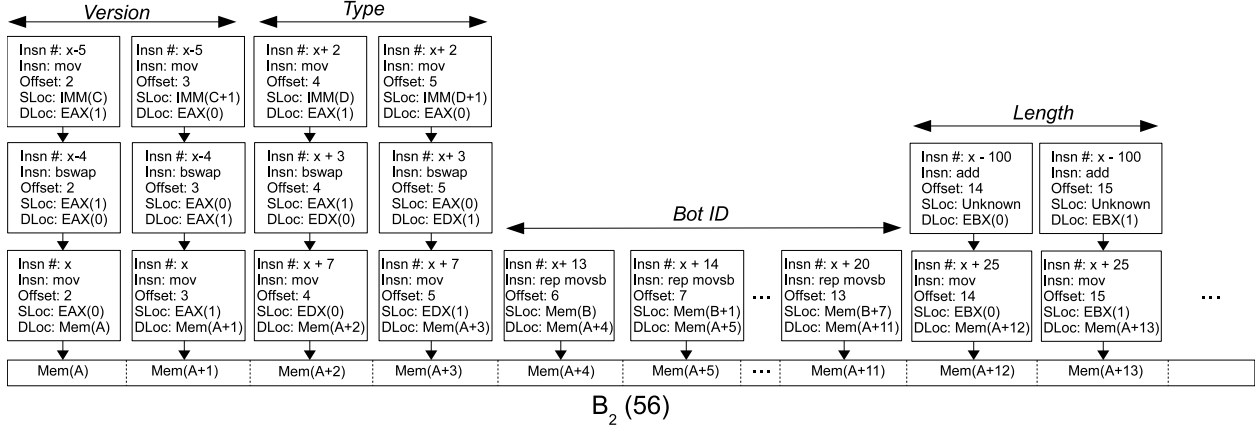 Version
Type
Insn #: x-5
Insn: mov
Offset: 2
SLoc: IMM(C)
DLoc: EAX(1)
Insn #: x-5
Insn: mov
Offset: 3
SLoc: IMM(C+1)
DLoc: EAX(0)
Insn #: x+ 2
Insn: mov
Offset: 4
SLoc: IMM(D)
DLoc: EAX(1)
Insn #: x+ 2
Insn: mov
Offset: 5
SLoc: IMM(D+1)
DLoc: EAX(0)
Length
Insn #: x-4
Insn: bswap
Offset: 2
SLoc: EAX(1)
DLoc: EAX(0)
Insn #: x-4
Insn: bswap
Offset: 3
SLoc: EAX(0)
DLoc: EAX(1)
Insn #: x + 3
Insn: bswap
Offset: 4
SLoc: EAX(1)
DLoc: EDX(0)
Insn #: x+ 3
Insn: bswap
Offset: 5
SLoc: EAX(0)
DLoc: EDX(1)
Bot ID
Insn #: x - 100
Insn: add
Offset: 14
SLoc: Unknown
DLoc: EBX(0)
Insn #: x - 100
Insn: add
Offset: 15
SLoc: Unknown
DLoc: EBX(1)
Insn #: x
Insn: mov
Offset: 2
SLoc: EAX(0)
DLoc: Mem(A)
Insn #: x
Insn: mov
Offset: 3
SLoc: EAX(1)
DLoc: Mem(A+1)
Insn #: x + 7
Insn: mov
Offset: 4
SLoc: EDX(0)
DLoc: Mem(A+2)
Insn #: x + 7
Insn: mov
Offset: 5
SLoc: EDX(1)
DLoc: Mem(A+3)
Insn #: x+ 13
Insn: rep movsb
Offset: 6
SLoc: Mem(B)
DLoc: Mem(A+4)
Insn #: x + 14
Insn: rep movsb
Offset: 7
SLoc: Mem(B+1)
DLoc: Mem(A+5)
...
Insn #: x + 20
Insn: rep movsb
Offset: 13
SLoc: Mem(B+7)
DLoc: Mem(A+11)
Insn #: x + 25
Insn: mov
Offset: 14
SLoc: EBX(0)
DLoc: Mem(A+12)
Insn #: x + 25
Insn: mov
Offset: 15
SLoc: EBX(1)
DLoc: Mem(A+13)
...
Mem(A) Mem(A+1) Mem(A+2) Mem(A+3) Mem(A+4) Mem(A+5) ... Mem(A+11) Mem(A+12) Mem(A+13)
B₂ (56)